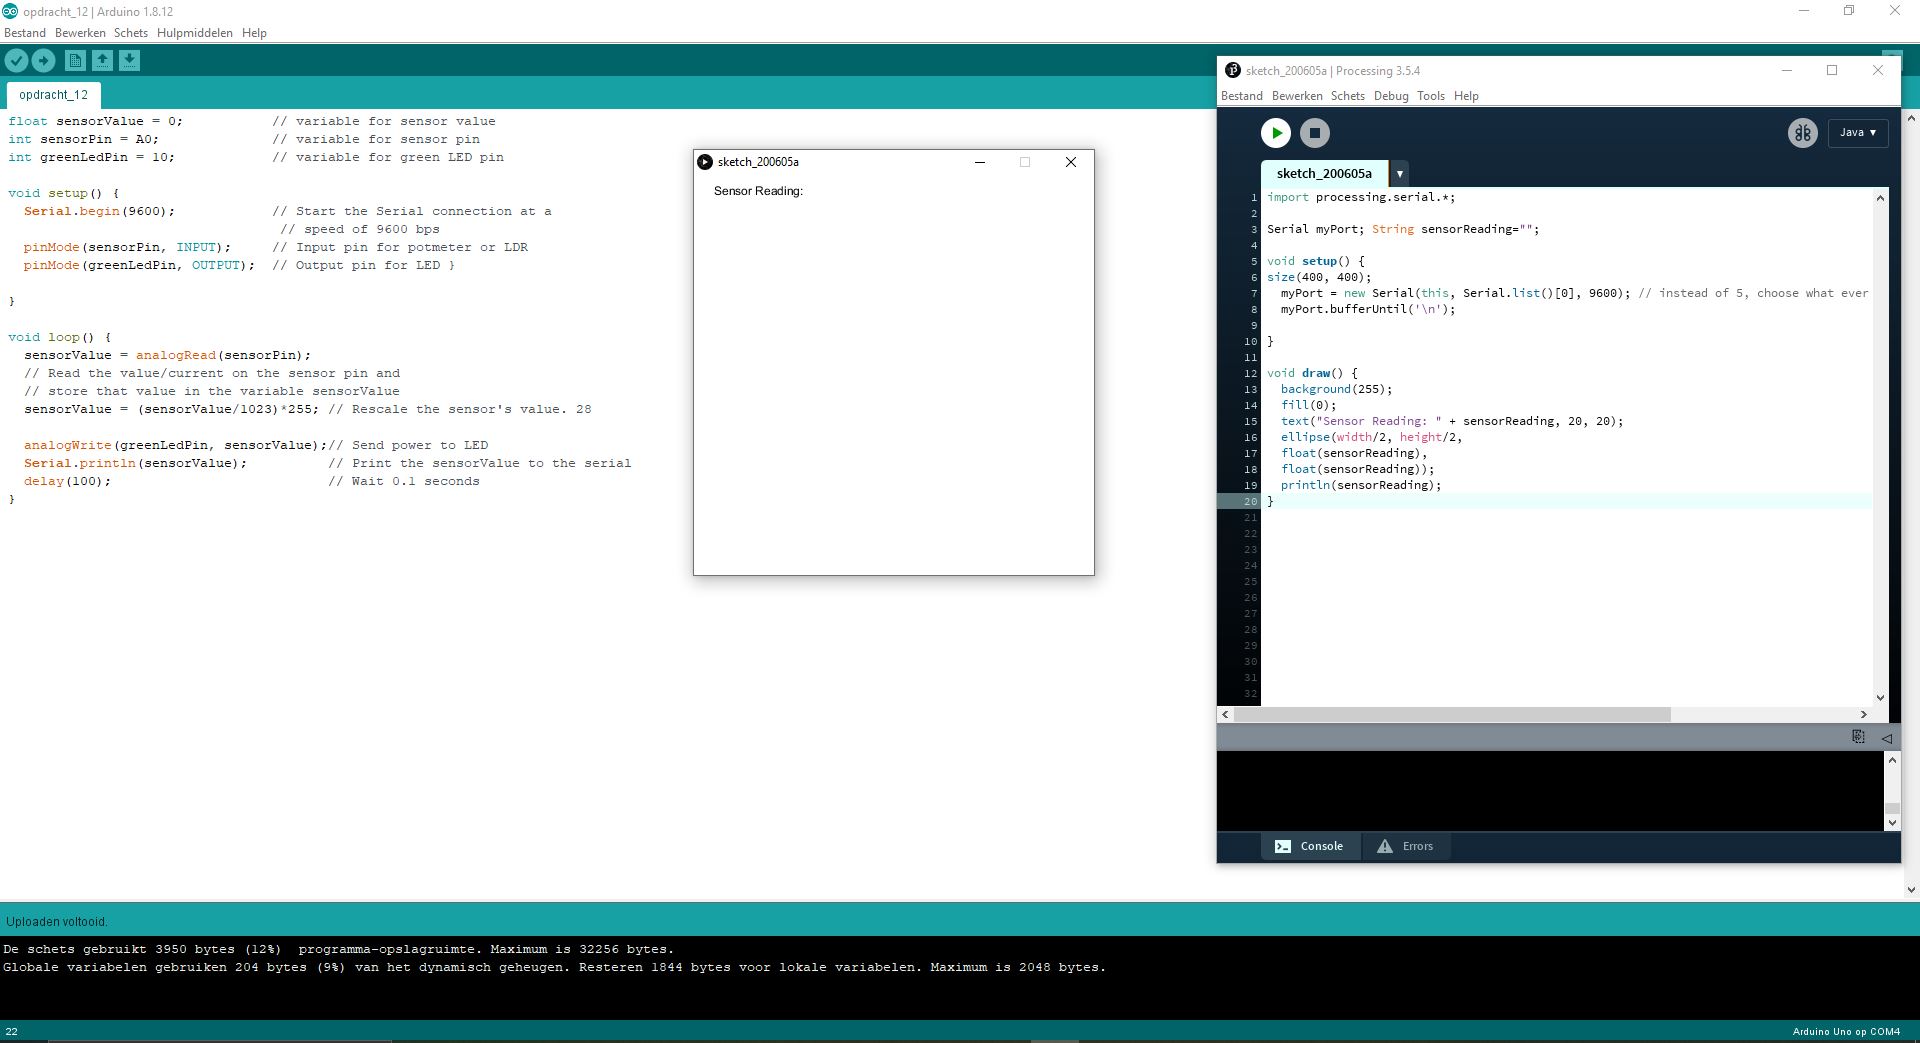 opdracht_12 | Arduino 1.8.12
Bestand Bewerken Schets Hulpmiddelen Help
opdracht_12
float sensorValue = 0; // variable for sensor value
int sensorPin = A0; // variable for sensor pin
int greenLedPin = 10; // variable for green LED pin
void setup() {
Serial.begin(9600); // Start the Serial connection at a
// speed of 9600 bps
pinMode(sensorPin, INPUT); // Input pin for potmeter or LDR
pinMode(greenLedPin, OUTPUT); // Output pin for LED }
}
void loop() {
sensorValue = analogRead(sensorPin);
// Read the value/current on the sensor pin and
// store that value in the variable sensorValue
sensorValue = (sensorValue/1023)*255; // Rescale the sensor's value. 28
analogWrite(greenLedPin, sensorValue);// Send power to LED
Serial.println(sensorValue); // Print the sensorValue to the serial
delay(100); // Wait 0.1 seconds
}
sketch_200605a
Sensor Reading:
sketch_200605a | Processing 3.5.4
Bestand Bewerken Schets Debug Tools Help
Java ▼
sketch_200605a ▼
1 import processing.serial.*;
2
3 Serial myPort; String sensorReading="";
4
5 void setup() {
6 size(400, 400);
7 myPort = new Serial(this, Serial.list()[0], 9600); // instead of 5, choose what ever
8 myPort.bufferUntil('\n');
9
10 }
11
12 void draw() {
13 background(255);
14 fill(0);
15 text("Sensor Reading: " + sensorReading, 20, 20);
16 ellipse(width/2, height/2,
17 float(sensorReading),
18 float(sensorReading));
19 println(sensorReading);
20 }
21
22
23
24
25
26
27
28
29
30
31
32
Console Errors
Uploaden voltooid.
De schets gebruikt 3950 bytes (12%) programma-opslagruimte. Maximum is 32256 bytes.
Globale variabelen gebruiken 204 bytes (9%) van het dynamisch geheugen. Resteren 1844 bytes voor lokale variabelen. Maximum is 2048 bytes.
22 Arduino Uno op COM4